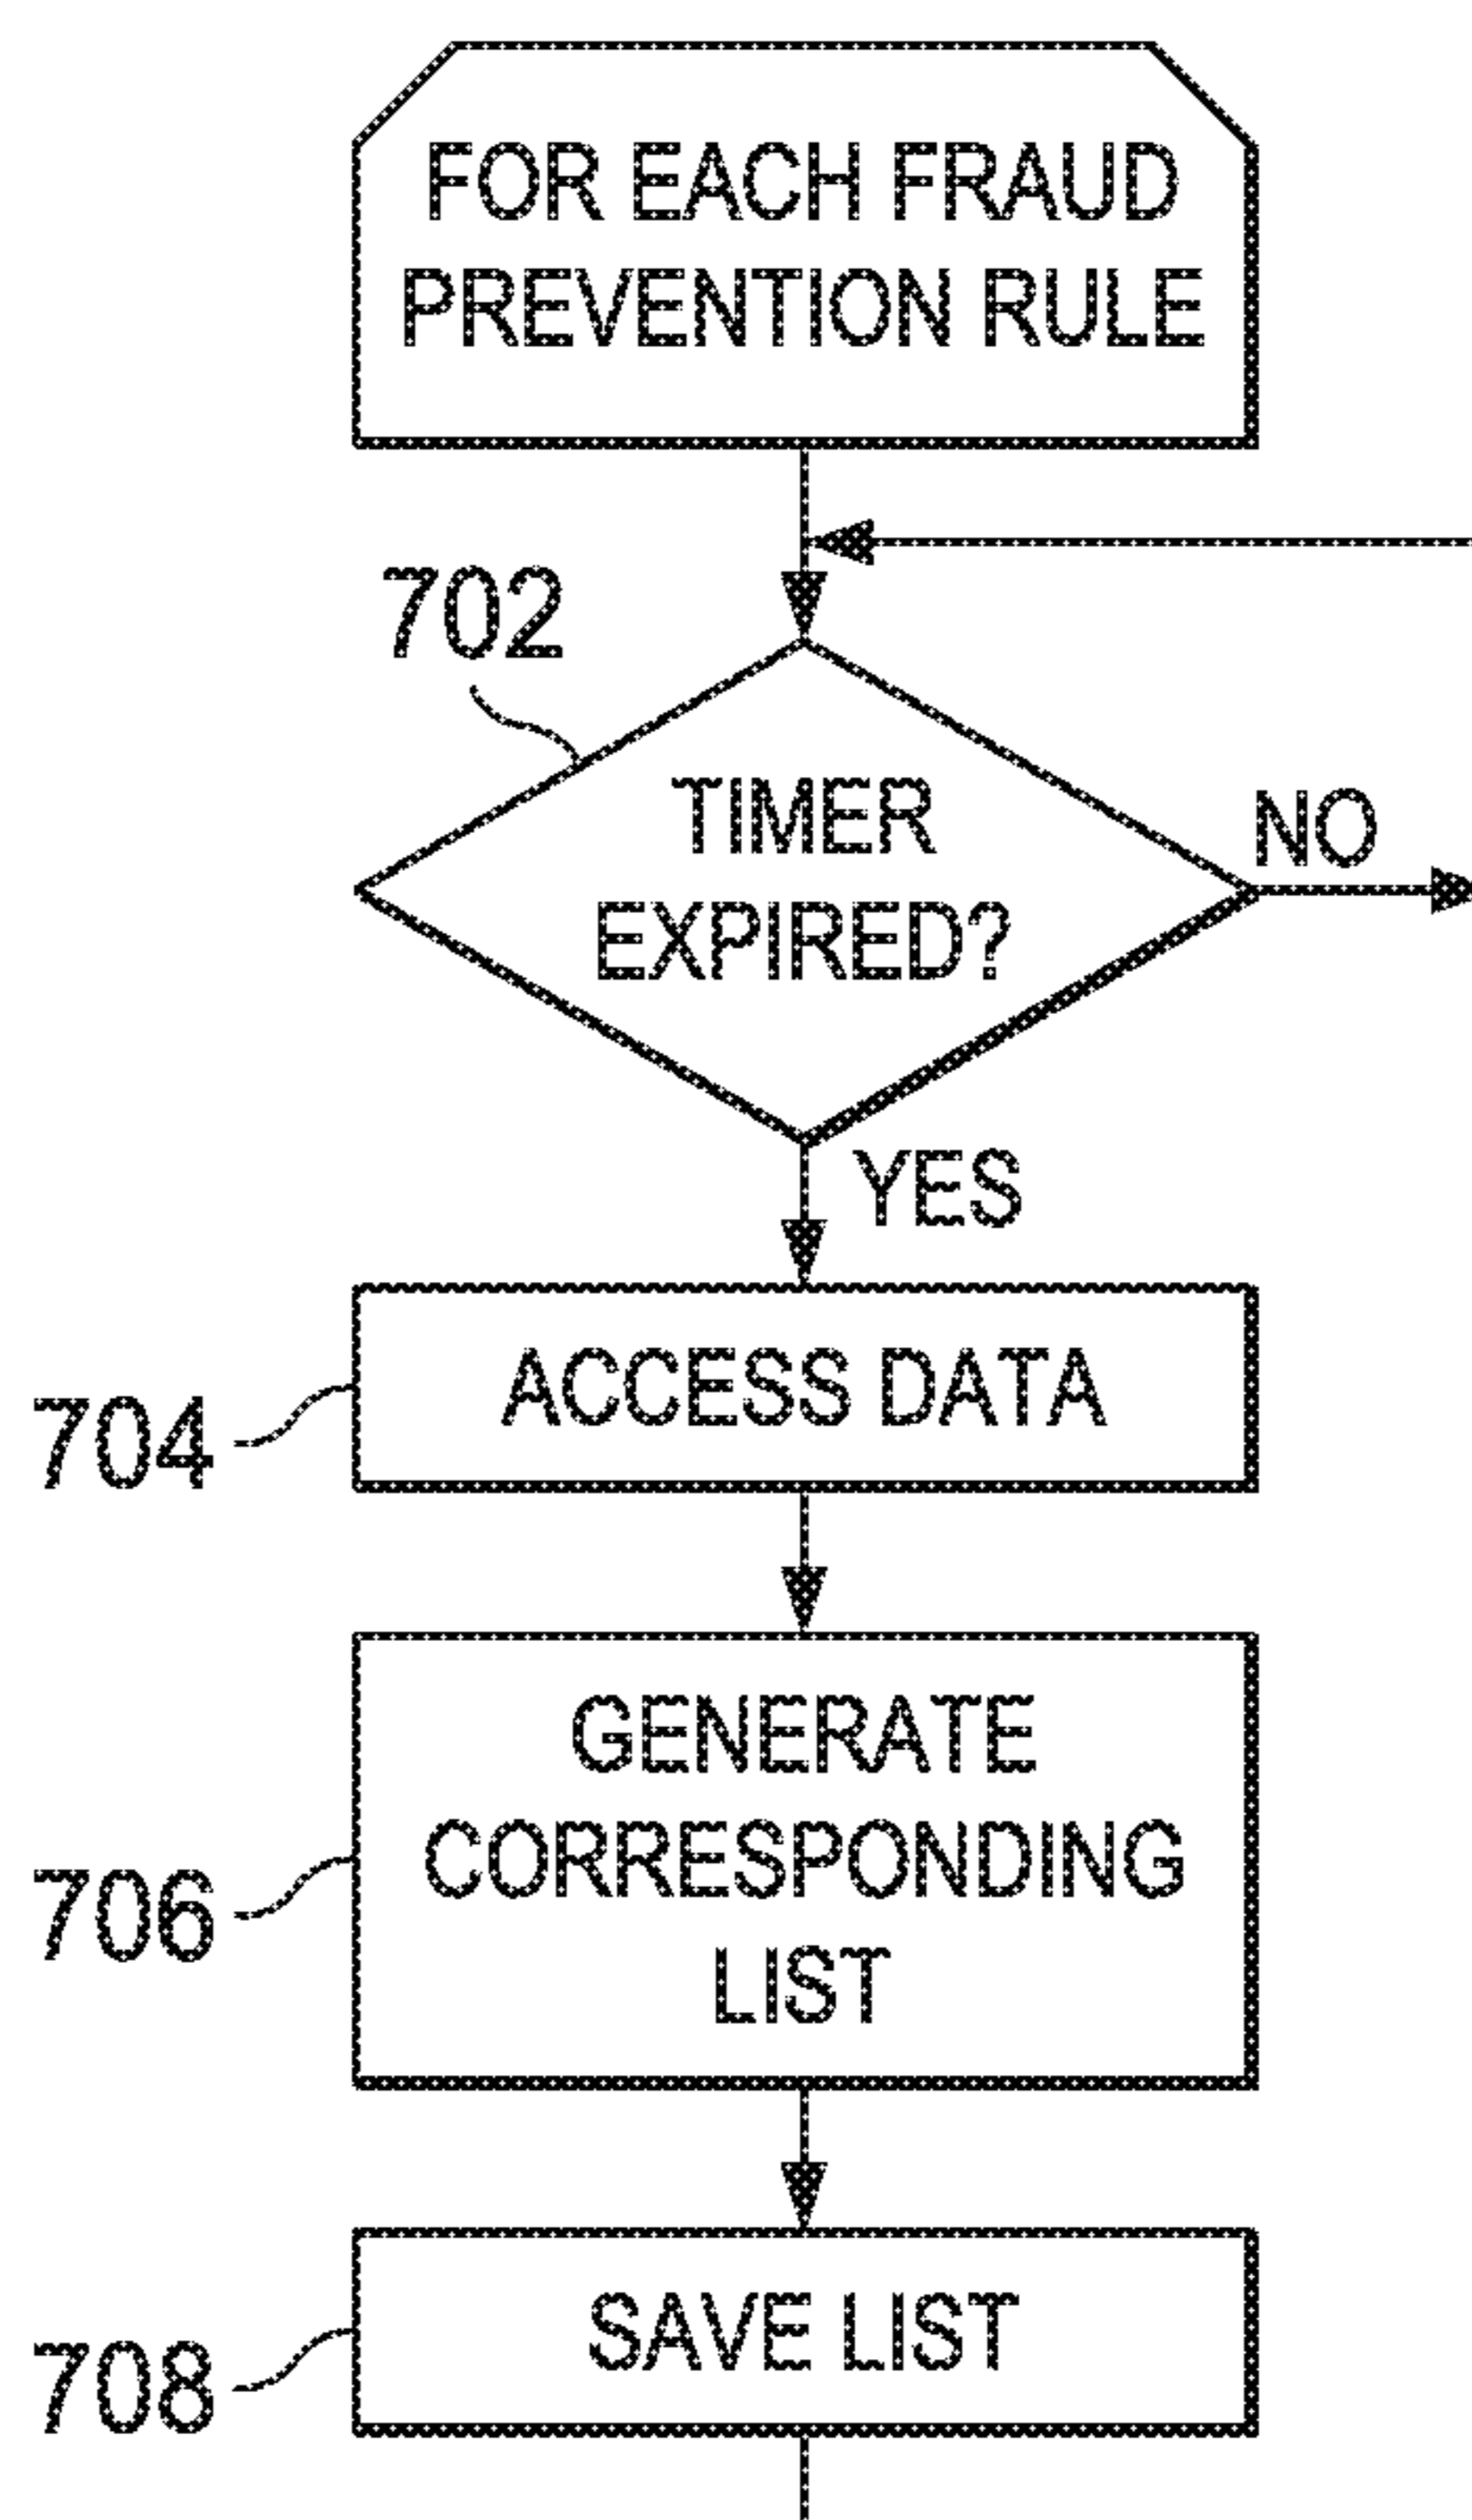 FOR EACH FRAUD
PREVENTION RULE
702
TIMER
EXPIRED?
NO
YES
704
ACCESS DATA
706
GENERATE
CORRESPONDING
LIST
708
SAVE LIST